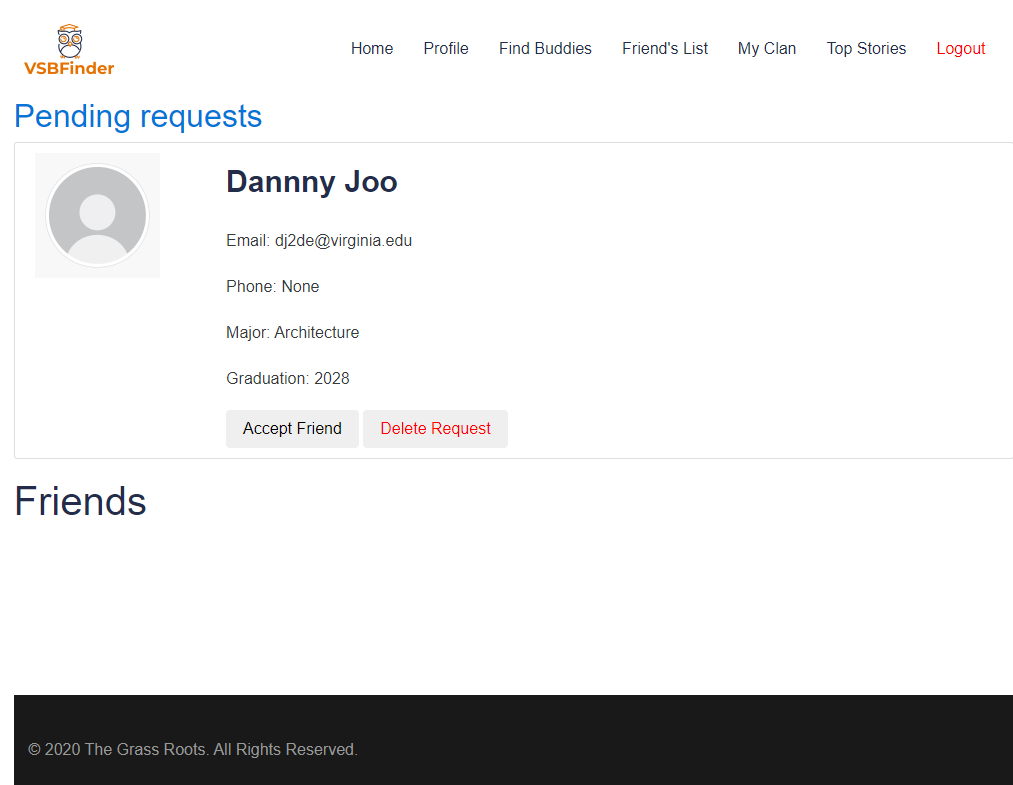 VSBFinder
Home Profile Find Buddies Friend's List My Clan Top Stories Logout
Pending requests
Dannny Joo
Email: dj2de@virginia.edu
Phone: None
Major: Architecture
Graduation: 2028
Accept Friend Delete Request
Friends
© 2020 The Grass Roots. All Rights Reserved.